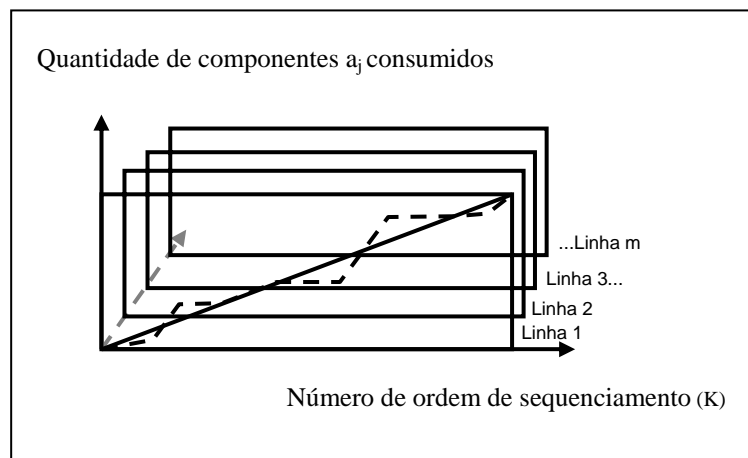 Quantidade de componentes aj consumidos
...Linha m
Linha 3...
Linha 2
Linha 1
Número de ordem de sequenciamento (K)